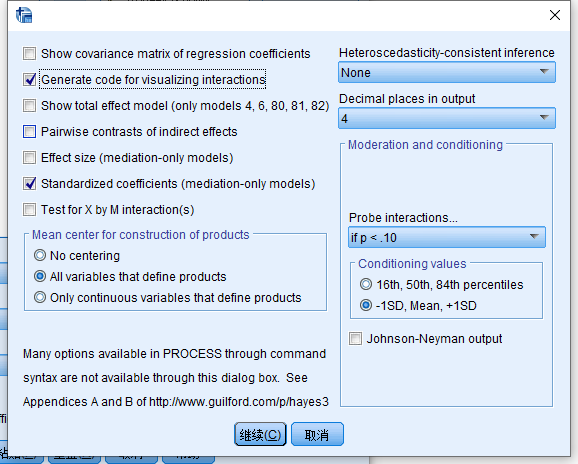 Show covariance matrix of regression coefficients
Generate code for visualizing interactions
Show total effect model (only models 4, 6, 80, 81, 82)
Pairwise contrasts of indirect effects
Effect size (mediation-only models)
Standardized coefficients (mediation-only models)
Test for X by M interaction(s)
Mean center for construction of products
No centering
All variables that define products
Only continuous variables that define products
Many options available in PROCESS through command
syntax are not available through this dialog box. See
Appendices A and B of http://www.guilford.com/p/hayes3
Heteroscedasticity-consistent inference
None
Decimal places in output
4
Moderation and conditioning
Probe interactions...
if p < .10
Conditioning values
16th, 50th, 84th percentiles
-1SD, Mean, +1SD
Johnson-Neyman output
继续(C)
取消